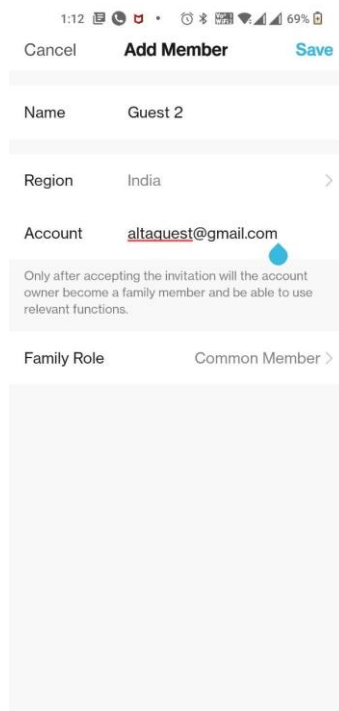 1:12 69%
Cancel Add Member Save
Name Guest 2
Region India
Account altaguest@gmail.com
Only after accepting the invitation will the account
owner become a family member and be able to use
relevant functions.
Family Role Common Member